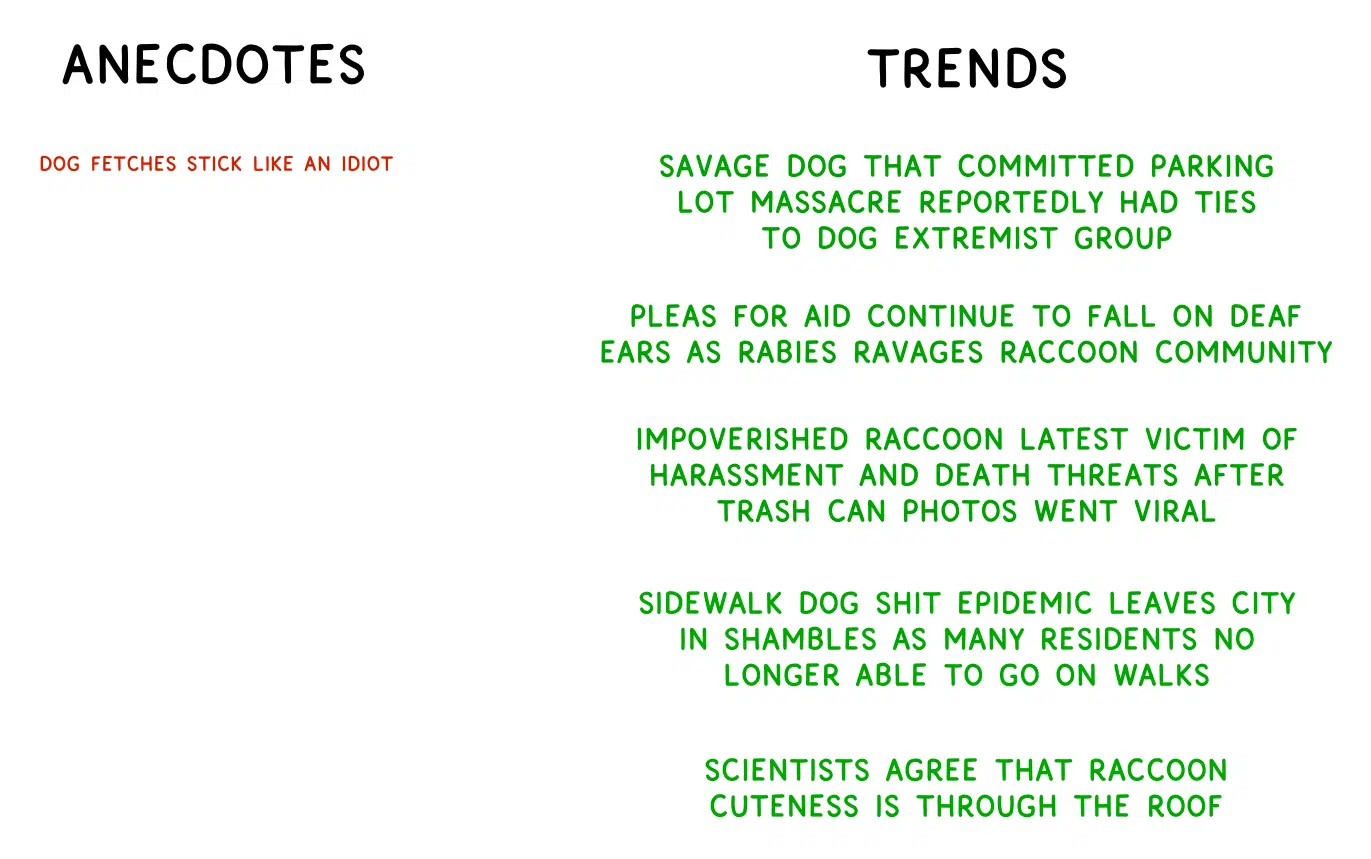 ANECDOTES
DOG FETCHES STICK LIKE AN IDIOT
TRENDS
SAVAGE DOG THAT COMMITTED PARKING
LOT MASSACRE REPORTEDLY HAD TIES
TO DOG EXTREMIST GROUP
PLEAS FOR AID CONTINUE TO FALL ON DEAF
EARS AS RABIES RAVAGES RACCOON COMMUNITY
IMPOVERISHED RACCOON LATEST VICTIM OF
HARASSMENT AND DEATH THREATS AFTER
TRASH CAN PHOTOS WENT VIRAL
SIDEWALK DOG SHIT EPIDEMIC LEAVES CITY
IN SHAMBLES AS MANY RESIDENTS NO
LONGER ABLE TO GO ON WALKS
SCIENTISTS AGREE THAT RACCOON
CUTENESS IS THROUGH THE ROOF